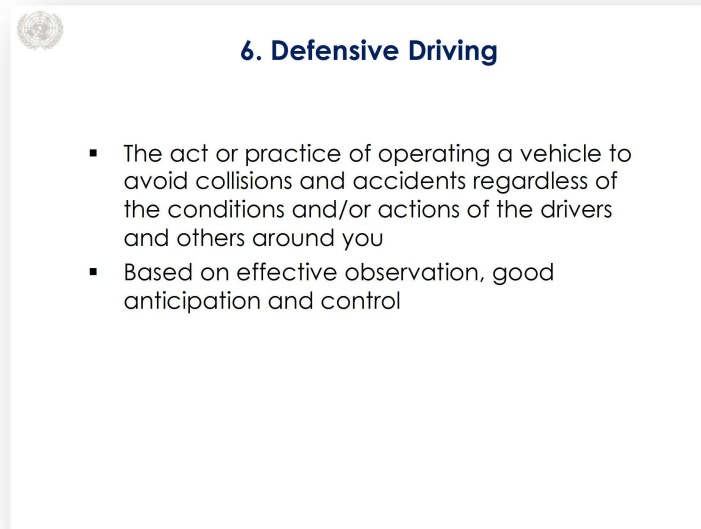 6. Defensive Driving
▪ The act or practice of operating a vehicle to
avoid collisions and accidents regardless of
the conditions and/or actions of the drivers
and others around you
▪ Based on effective observation, good
anticipation and control